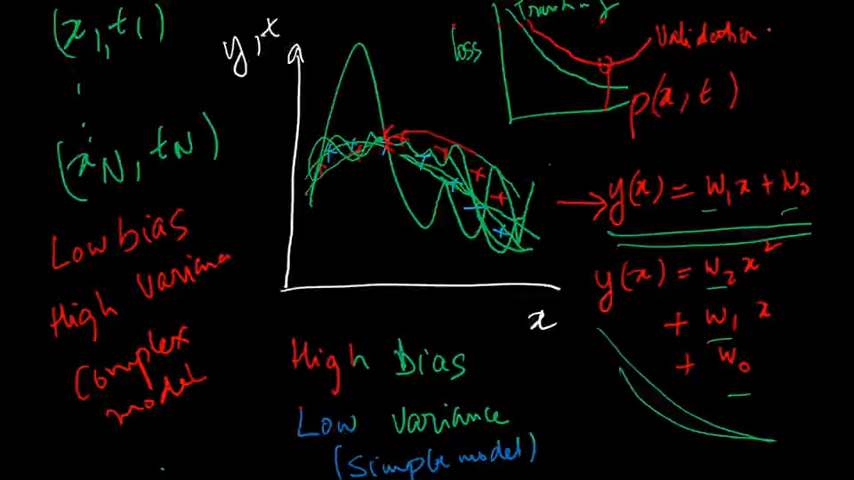 (x1, t1)
(xN, tN)
Low bias
High Variance
Complex
model
y, t
x
High bias
Low variance
(simple model)
loss
Training
Validation
p(x, t)
y(x) = w1x + w0
y(x) = w2x²
+ w1 x
+ w0